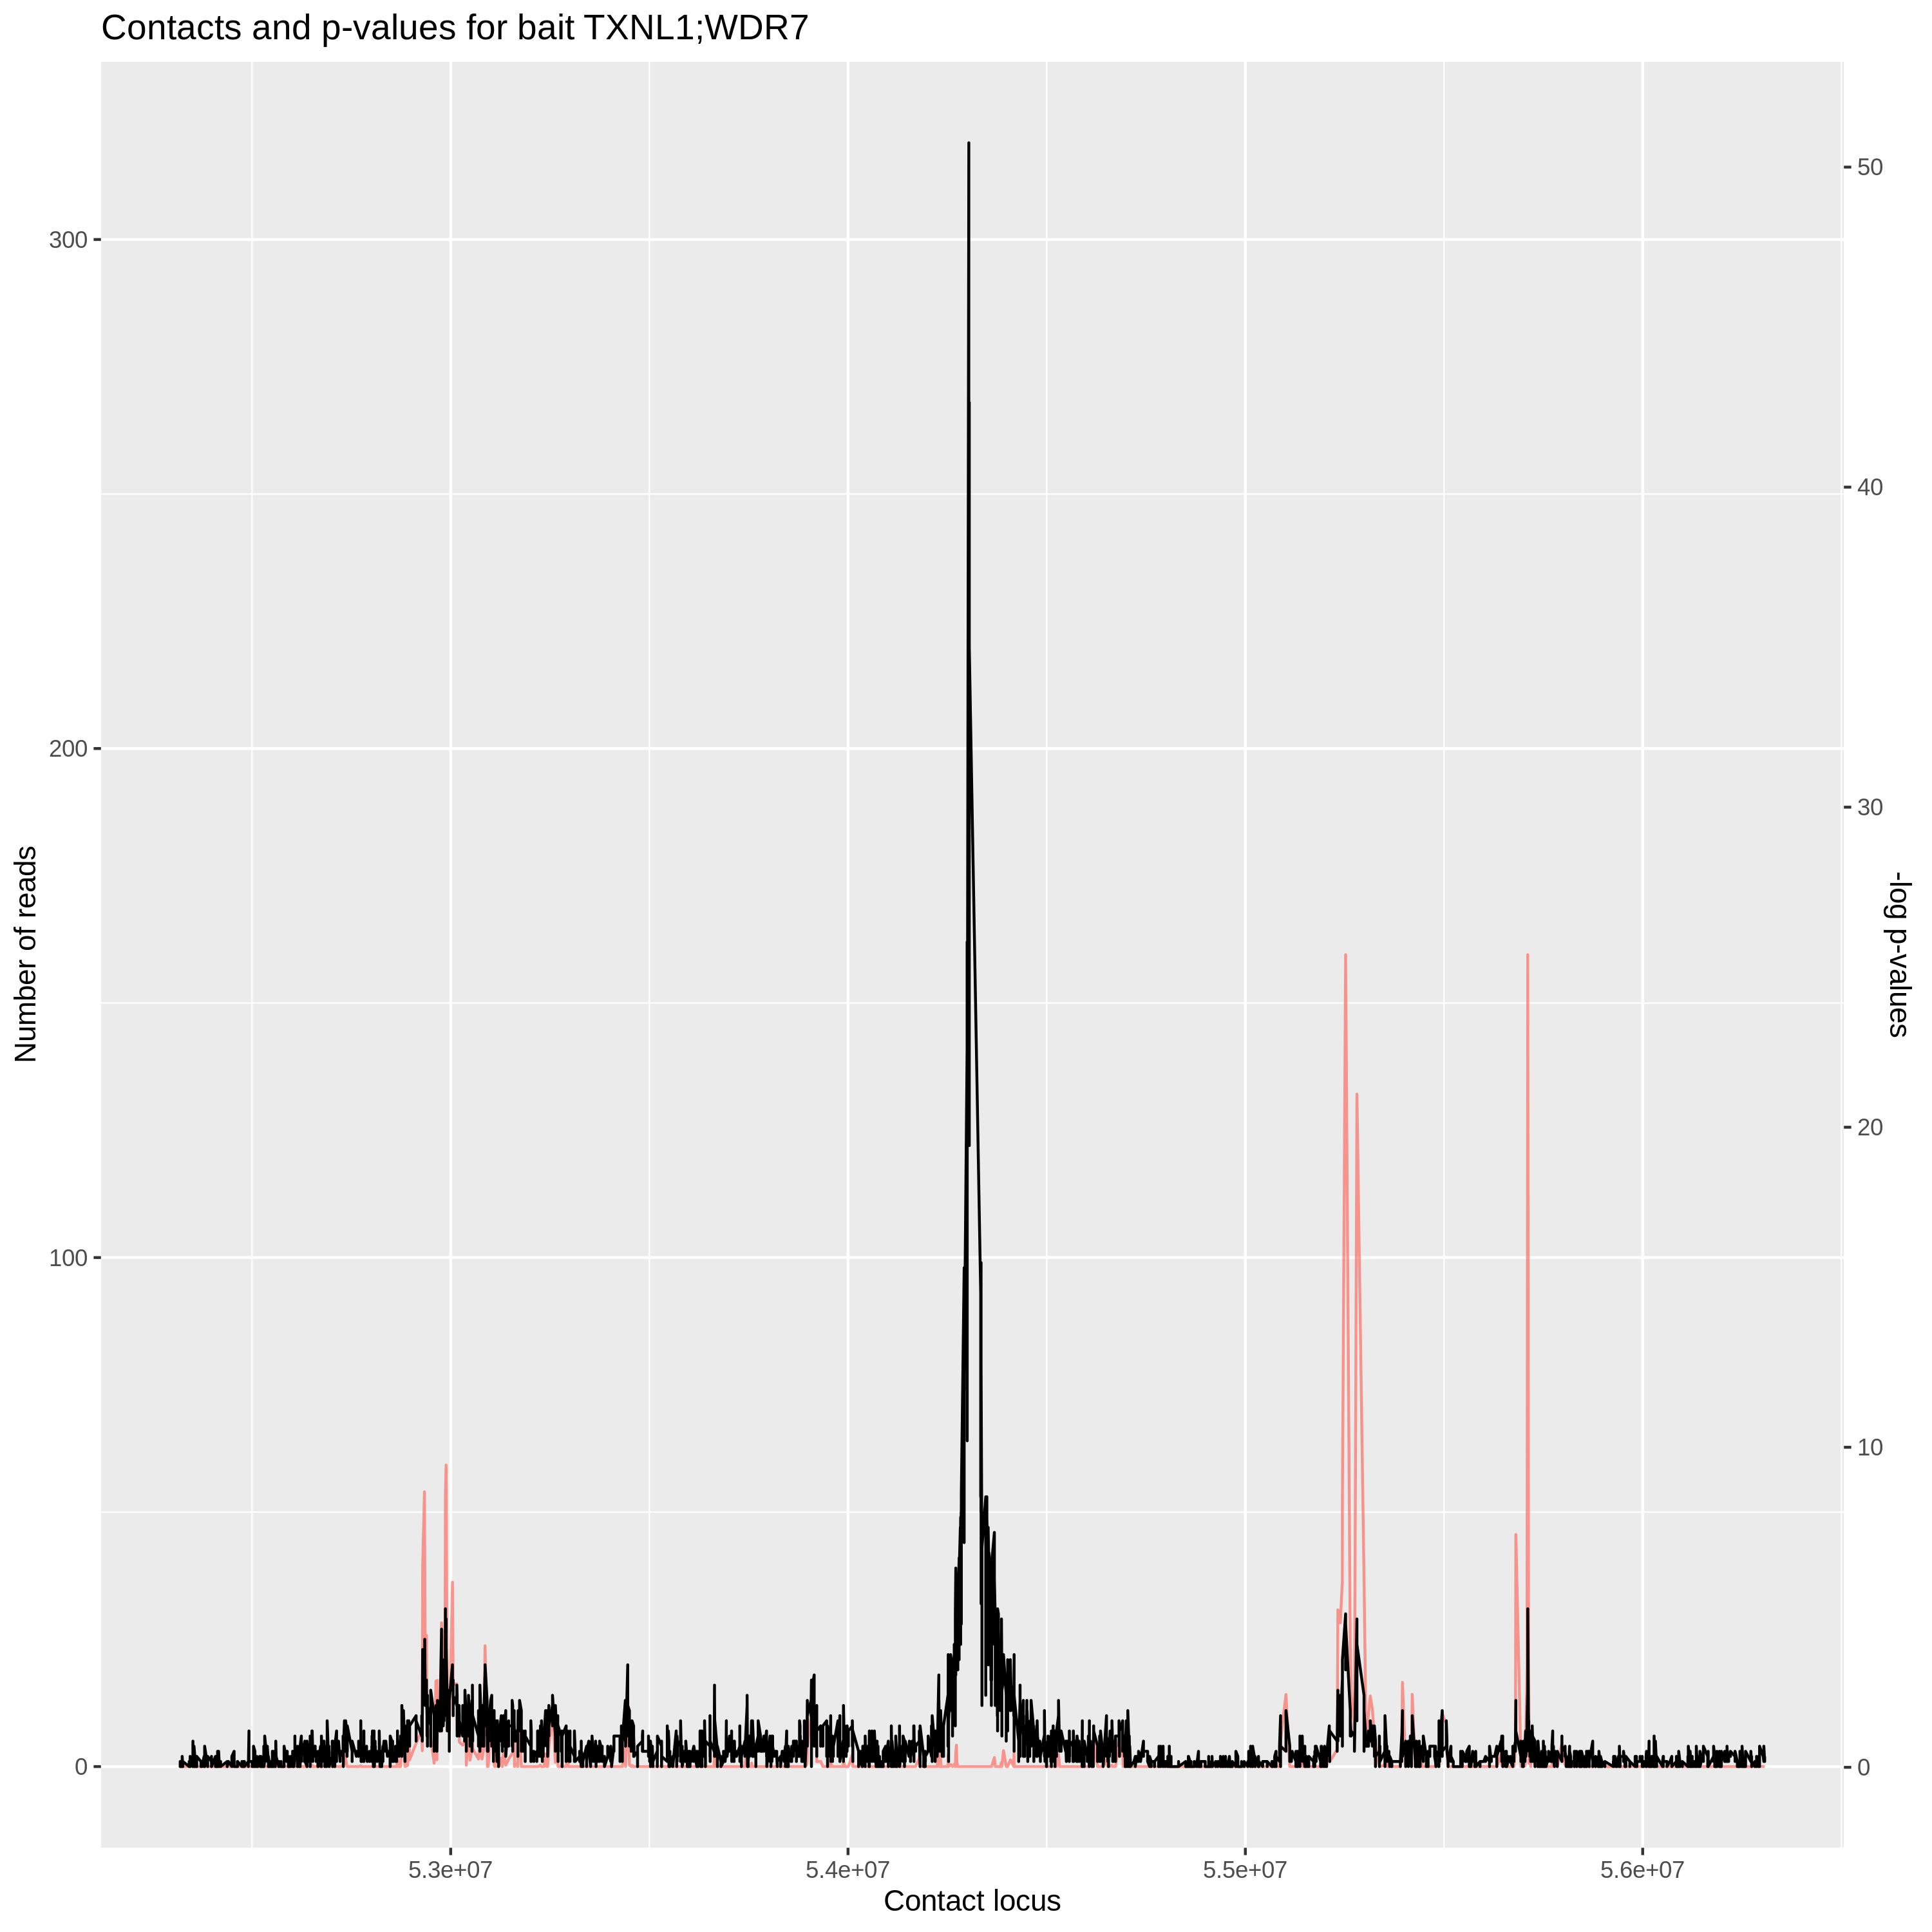 Contacts and p-values for bait TXNL1;WDR7
300
200
100
0
Number of reads
50
40
30
20
10
0
-log p-values
5.3e+07
5.4e+07
5.5e+07
5.6e+07
Contact locus